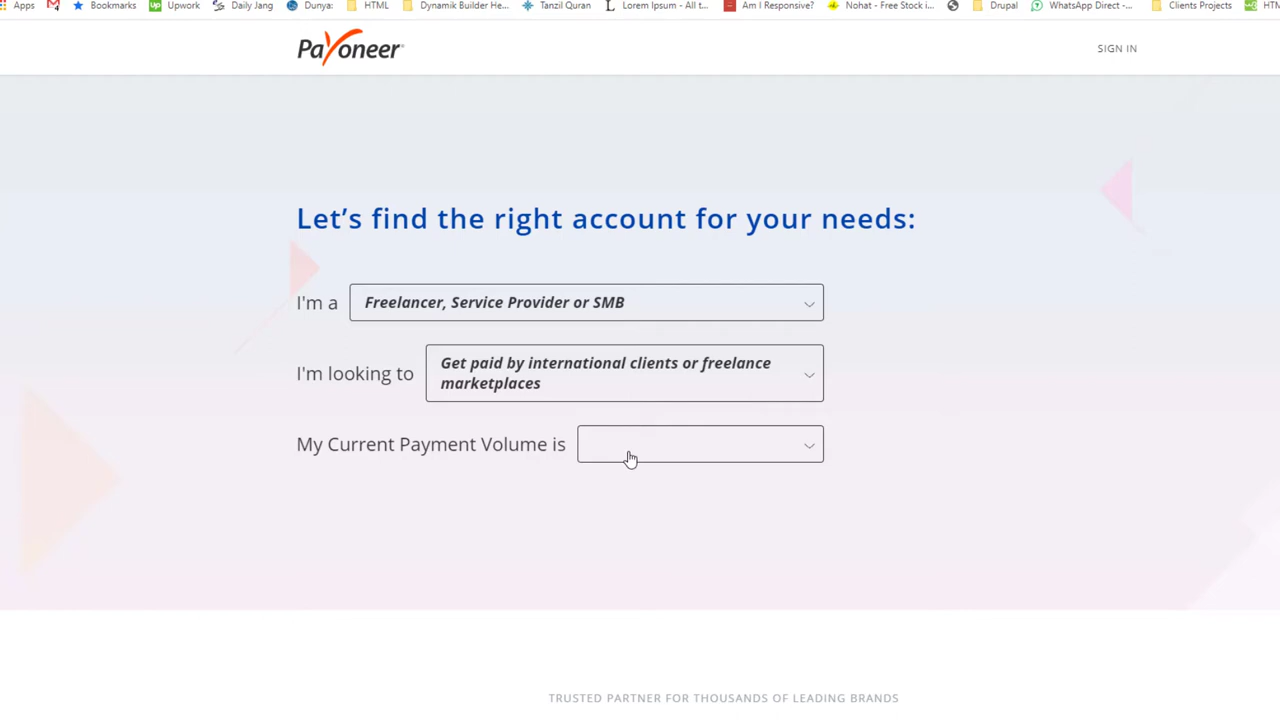 Apps Bookmarks Upwork Daily Jang Dunya: HTML Dynamik Builder He... Tanzil Quran Lorem Ipsum - All t... Am I Responsive? Nohat - Free Stock i... Drupal WhatsApp Direct -... Clients Projects HTM
Payoneer
SIGN IN
Let's find the right account for your needs:
I'm a Freelancer, Service Provider or SMB
I'm looking to Get paid by international clients or freelance
marketplaces
My Current Payment Volume is
TRUSTED PARTNER FOR THOUSANDS OF LEADING BRANDS